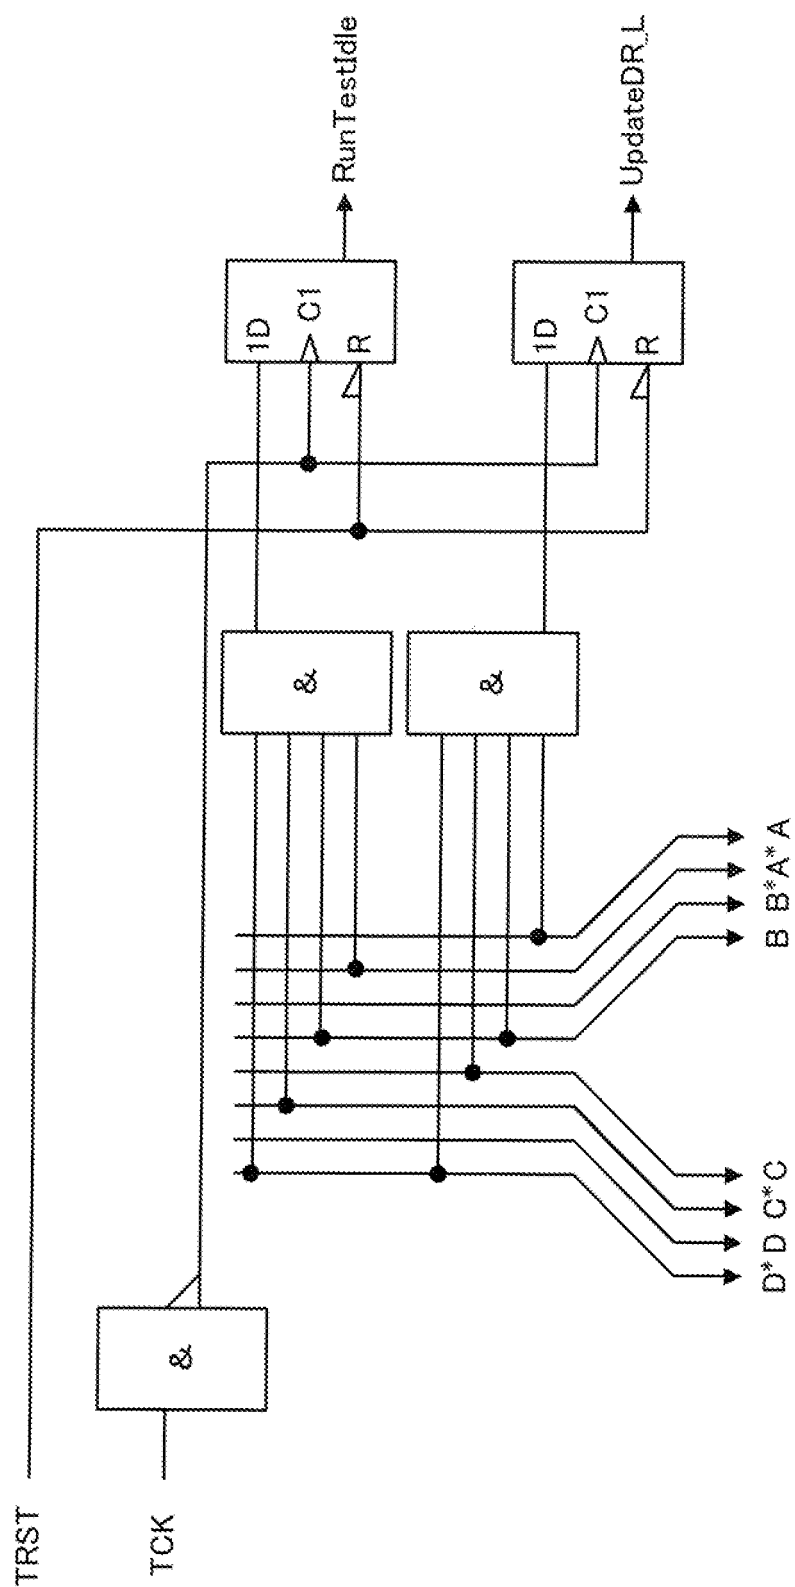 TRST
TCK
&
&
&
1D
C1
R
1D
C1
R
RunTestIdle
UpdateDR_L
D*D C*C
B B*A*A